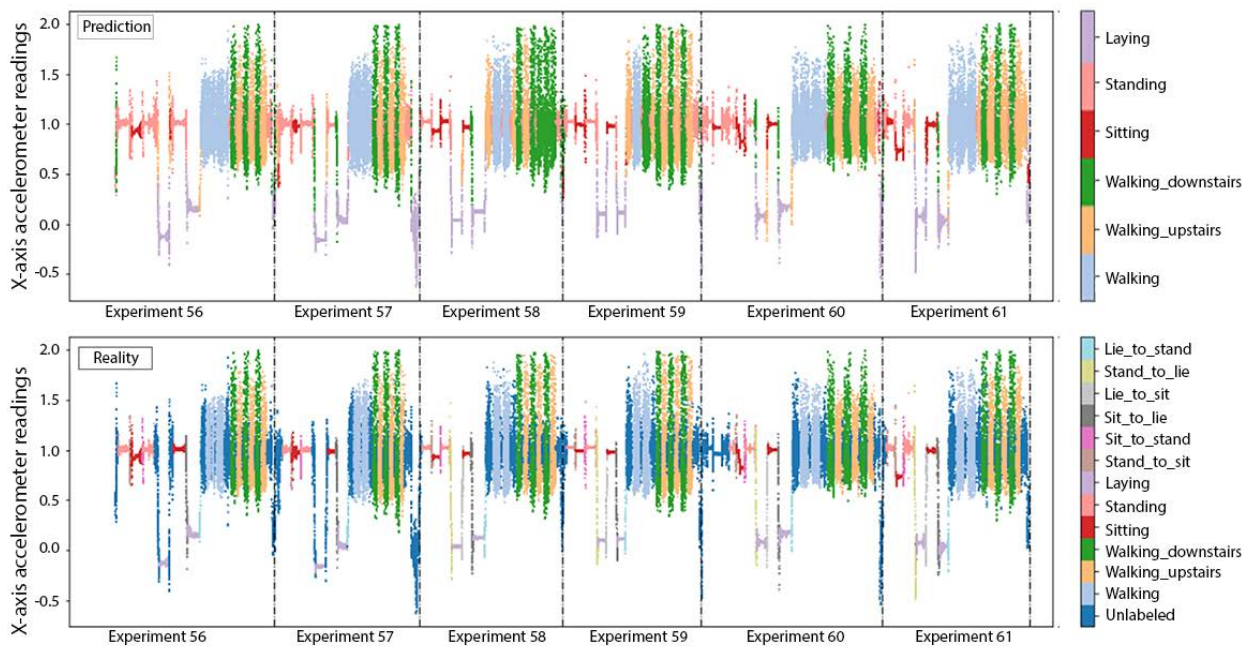 Prediction
X-axis accelerometer readings
2.0
1.5
1.0
0.5
0.0
-0.5
Experiment 56
Experiment 57
Experiment 58
Experiment 59
Experiment 60
Experiment 61
Laying
Standing
Sitting
Walking_downstairs
Walking_upstairs
Walking
Reality
X-axis accelerometer readings
2.0
1.5
1.0
0.5
0.0
-0.5
Experiment 56
Experiment 57
Experiment 58
Experiment 59
Experiment 60
Experiment 61
Lie_to_stand
Stand_to_lie
Lie_to_sit
Sit_to_lie
Sit_to_stand
Stand_to_sit
Laying
Standing
Sitting
Walking_downstairs
Walking_upstairs
Walking
Unlabeled